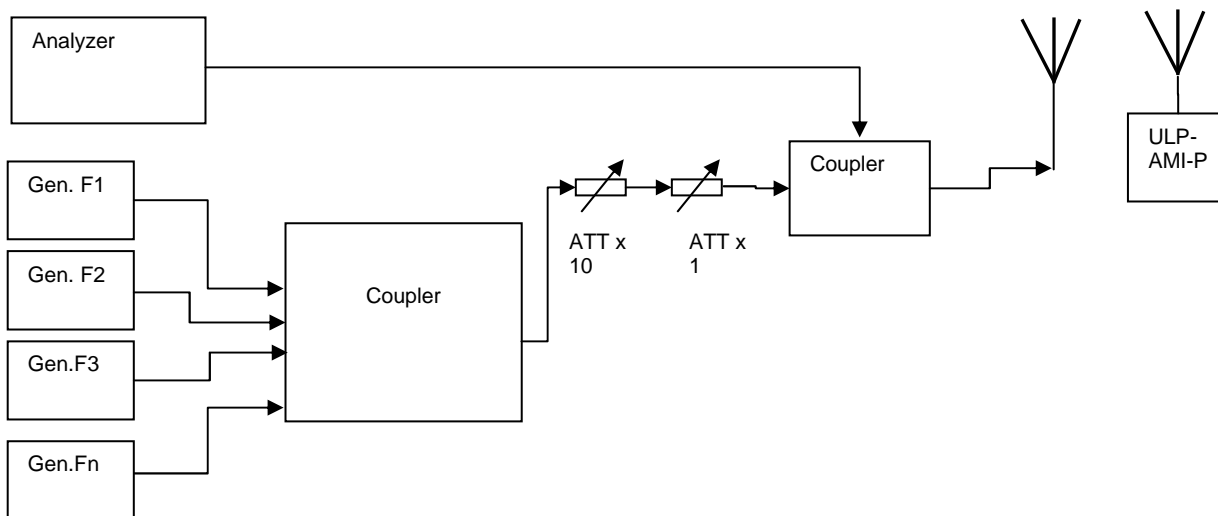 Analyzer
ULP-
AMI-P
Coupler
Gen. F1
ATT x
10
ATT x
1
Gen. F2
Coupler
Gen.F3
Gen.Fn